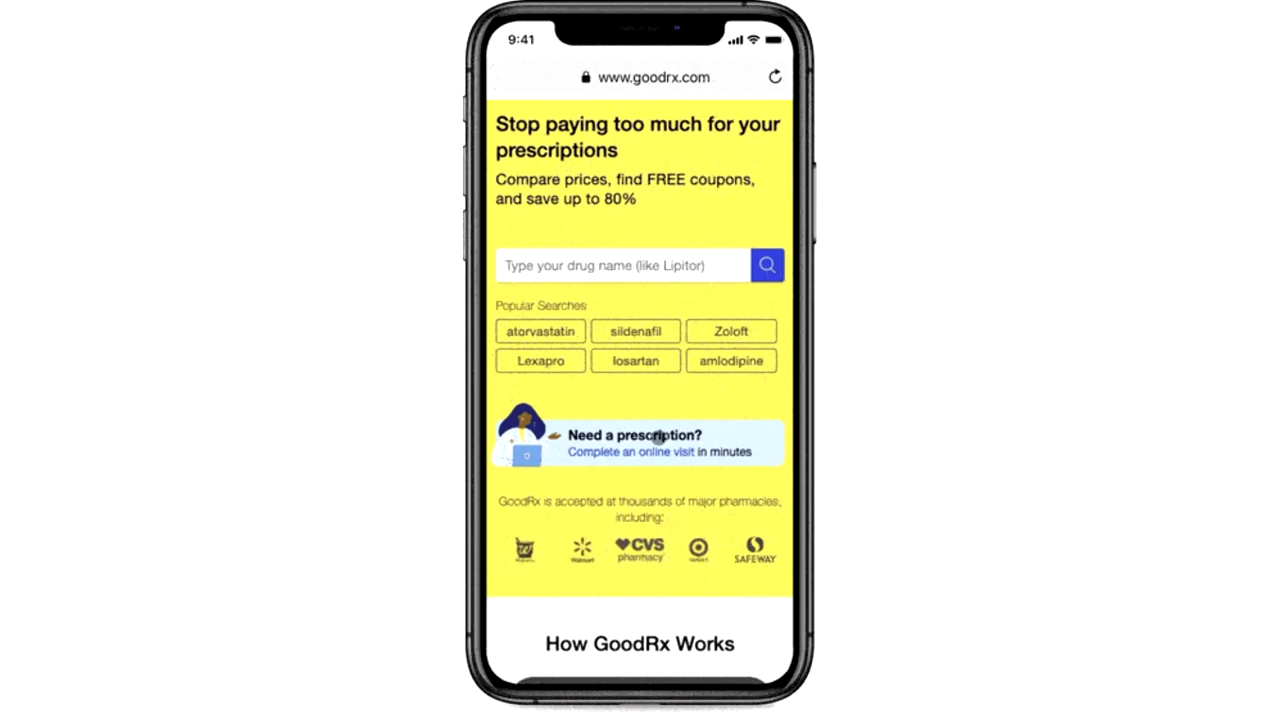 9:41
www.goodrx.com
Stop paying too much for your
prescriptions
Compare prices, find FREE coupons,
and save up to 80%
Type your drug name (like Lipitor)
Popular Searches
atorvastatin
sildenafil
Zoloft
Lexapro
losartan
amlodipine
Need a prescription?
Complete an online visit in minutes
GoodRx is accepted at thousands of major pharmacies,
including:
Walmart
CVS
pharmacy
SAFEWAY
How GoodRx Works